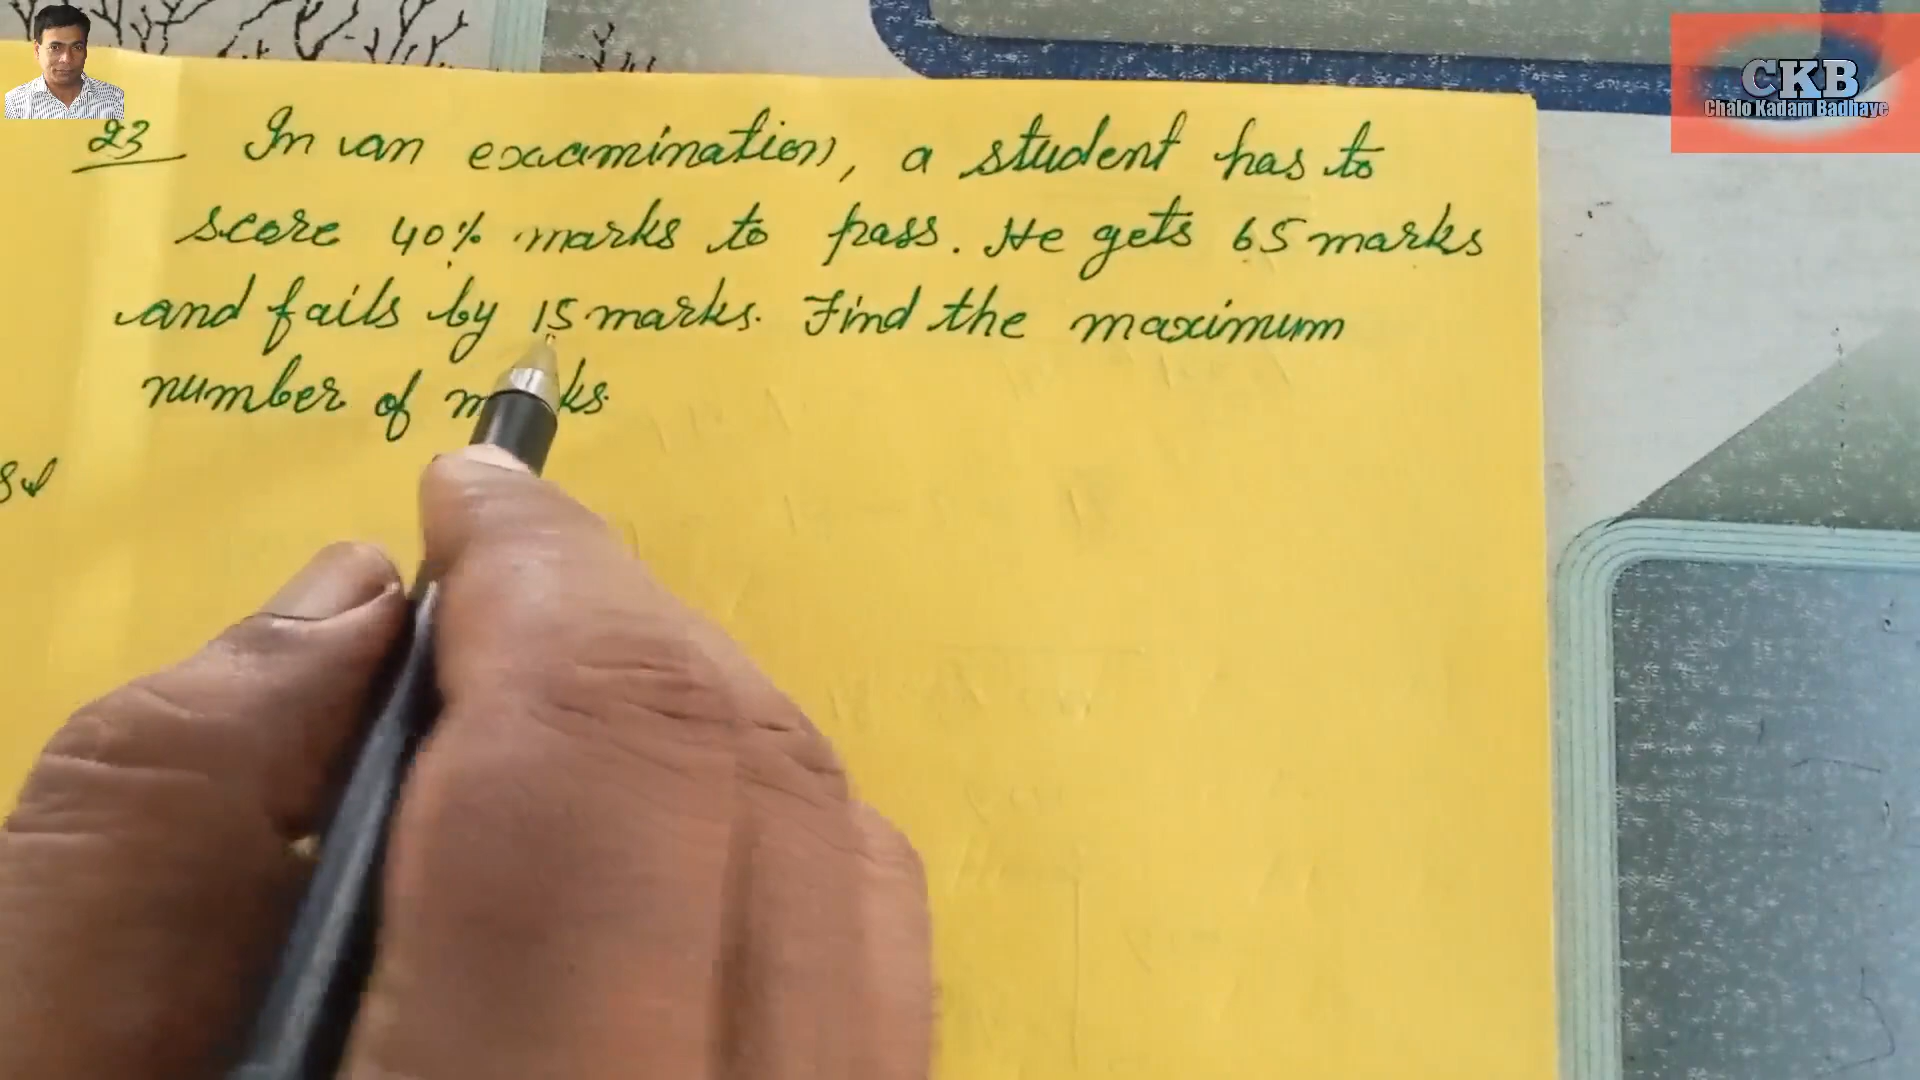 CKB
Chalo Kadam Badhaye
23 In an examination, a student has to
score 40% marks to pass. He gets 65 marks
and fails by 15 marks. Find the maximum
number of